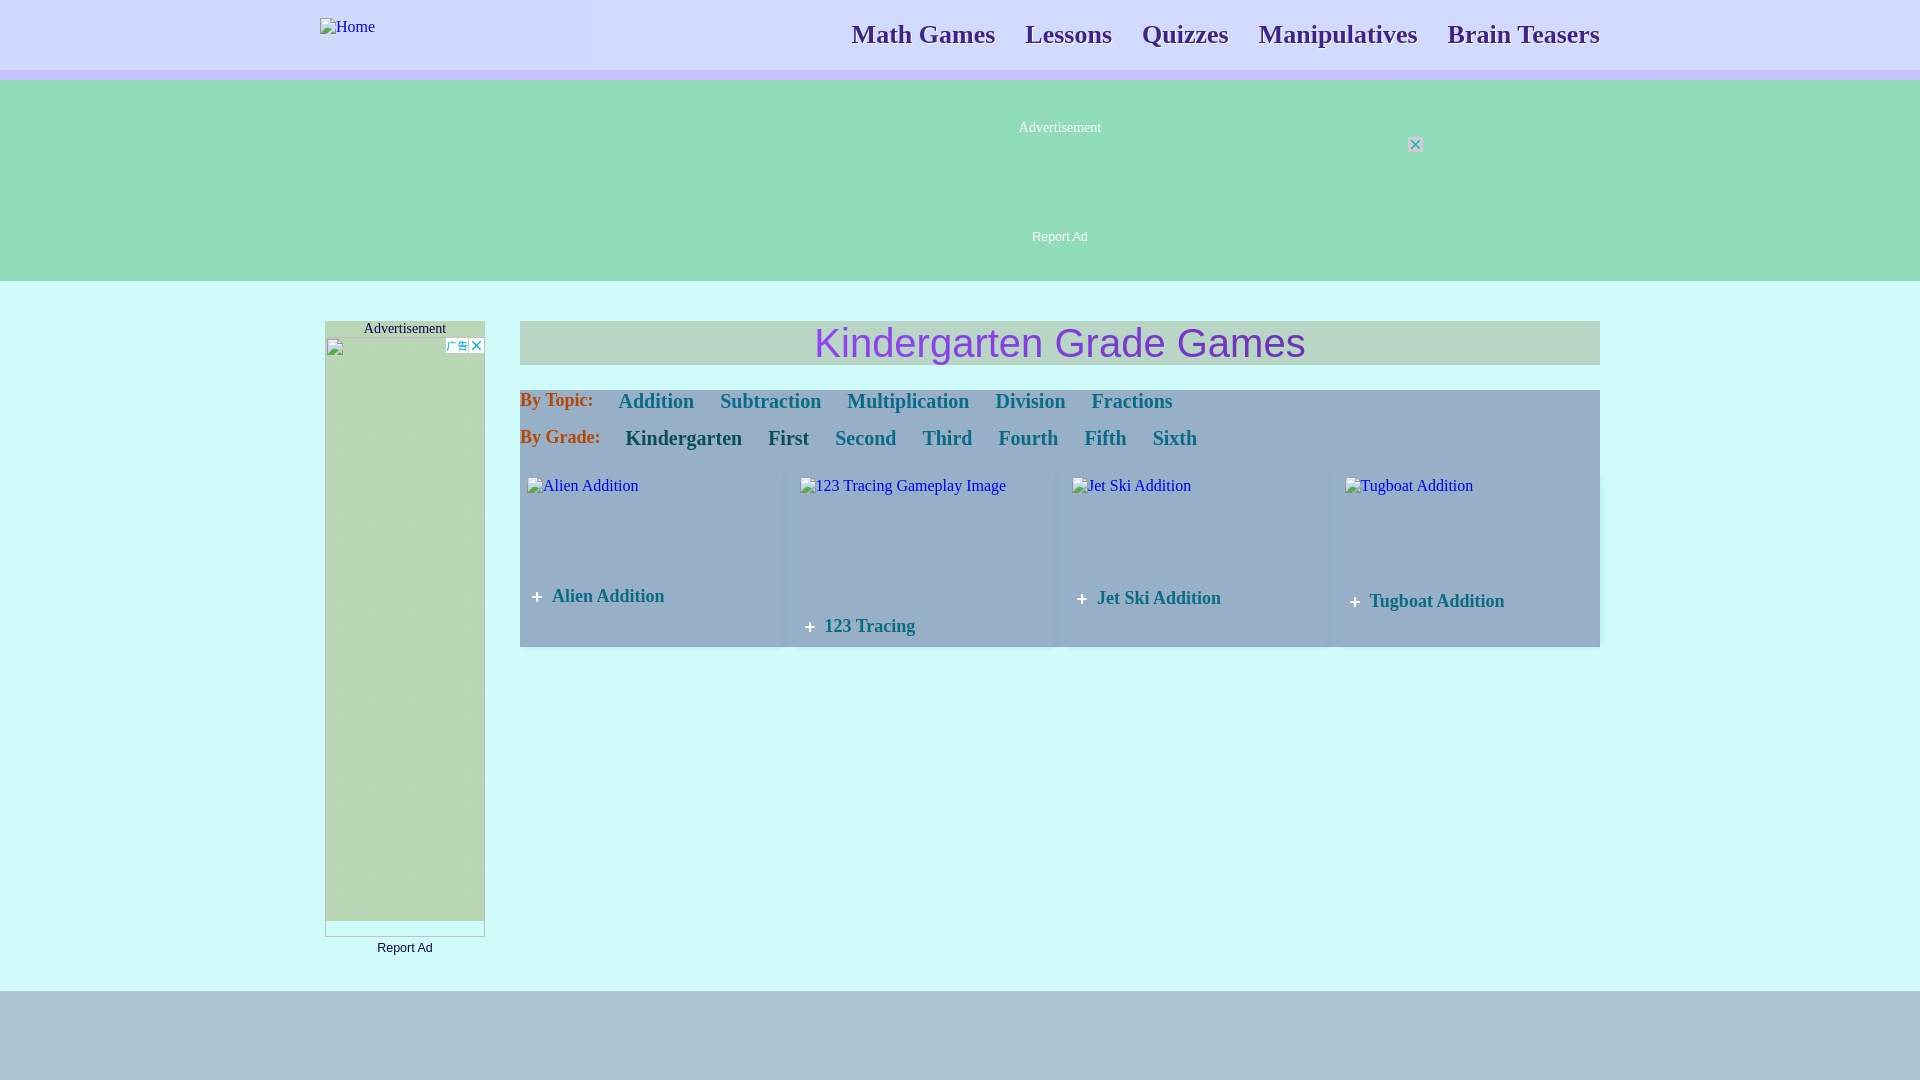 Home
Math Games Lessons Quizzes Manipulatives Brain Teasers
Advertisement
Report Ad
Advertisement
广告
Report Ad
Kindergarten Grade Games
By Topic: Addition Subtraction Multiplication Division Fractions
By Grade: Kindergarten First Second Third Fourth Fifth Sixth
Alien Addition
123 Tracing Gameplay Image
Jet Ski Addition
Tugboat Addition
+ Alien Addition
+ 123 Tracing
+ Jet Ski Addition
+ Tugboat Addition